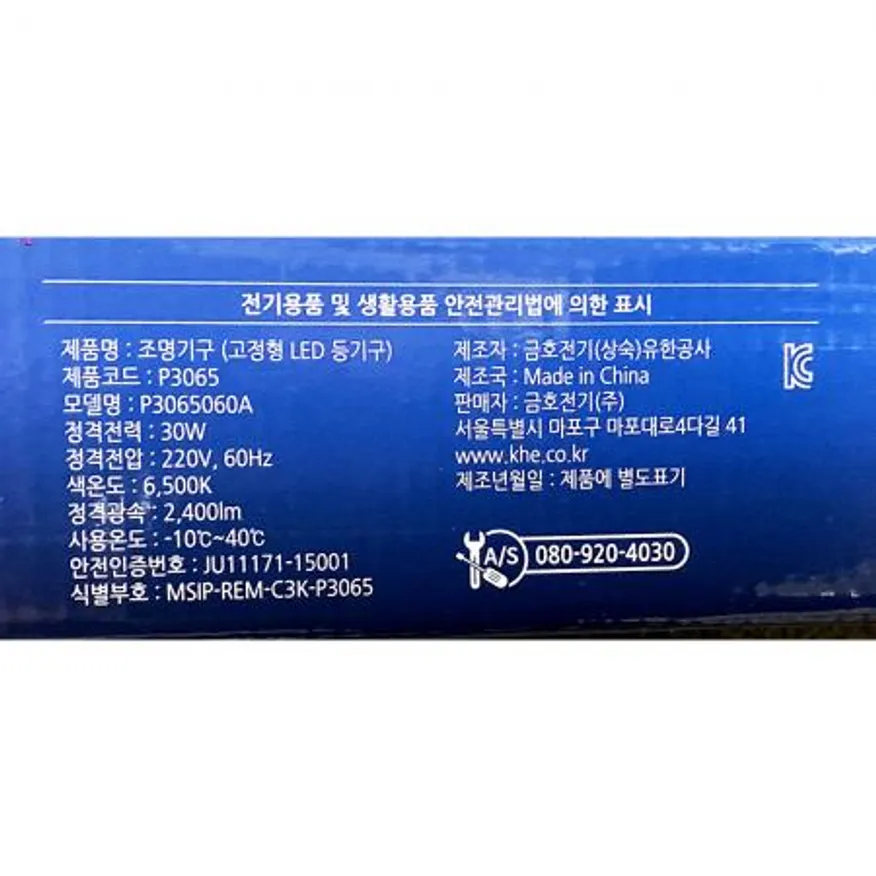 전기용품 및 생활용품 안전관리법에 의한 표시
제품명 : 조명기구 (고정형 LED 등기구)
제품코드 : P3065
모델명 : P3065060A
정격전력 : 30W
정격전압 : 220V, 60Hz
색온도 : 6,500K
정격광속 : 2,400lm
사용온도 : -10℃~40℃
안전인증번호 : JU11171-15001
식별부호 : MSIP-REM-C3K-P3065
제조자 : 금호전기(상숙)유한공사
제조국 : Made in China
판매자 : 금호전기(주)
서울특별시 마포구 마포대로4다길 41
www.khe.co.kr
제조년월일 : 제품에 별도표기
A/S 080-920-4030